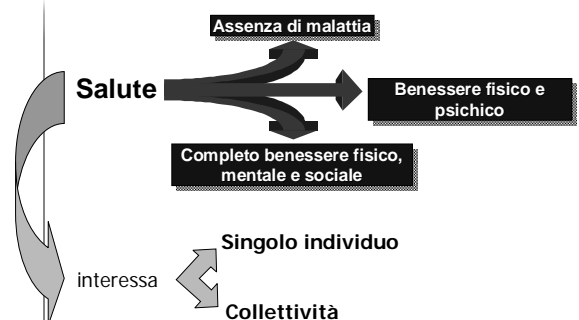 Assenza di malattia
Salute
Benessere fisico e
psichico
Completo benessere fisico,
mentale e sociale
Singolo individuo
interessa
Collettività